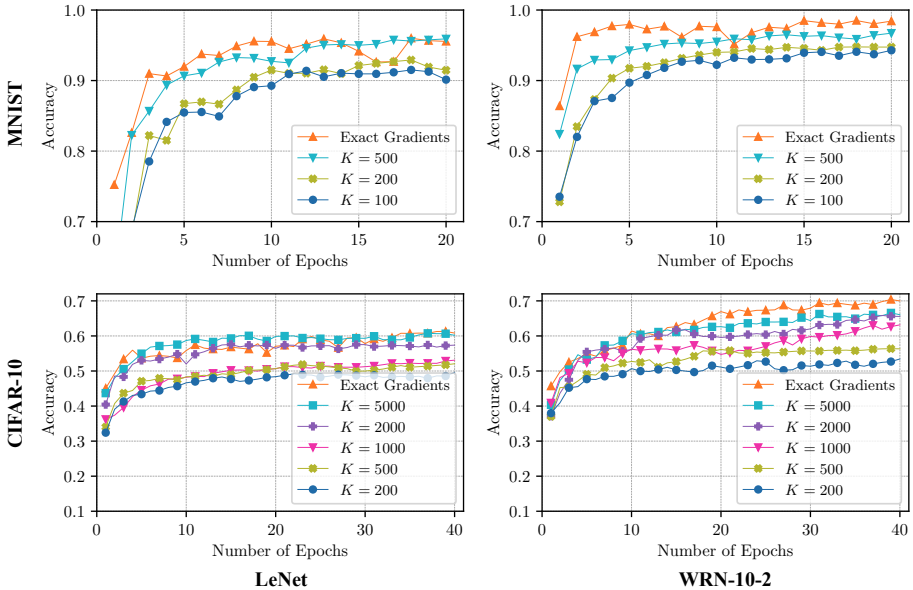 MNIST
Accuracy
1.0
0.9
0.8
0.7
0
5
10
15
20
Number of Epochs
Exact Gradients
K = 500
K = 200
K = 100
Accuracy
1.0
0.9
0.8
0.7
0
5
10
15
20
Number of Epochs
Exact Gradients
K = 500
K = 200
K = 100
CIFAR-10
Accuracy
0.7
0.6
0.5
0.4
0.3
0.2
0.1
0
10
20
30
40
Number of Epochs
Exact Gradients
K = 5000
K = 2000
K = 1000
K = 500
K = 200
Accuracy
0.7
0.6
0.5
0.4
0.3
0.2
0.1
0
10
20
30
40
Number of Epochs
Exact Gradients
K = 5000
K = 2000
K = 1000
K = 500
K = 200
LeNet
WRN-10-2